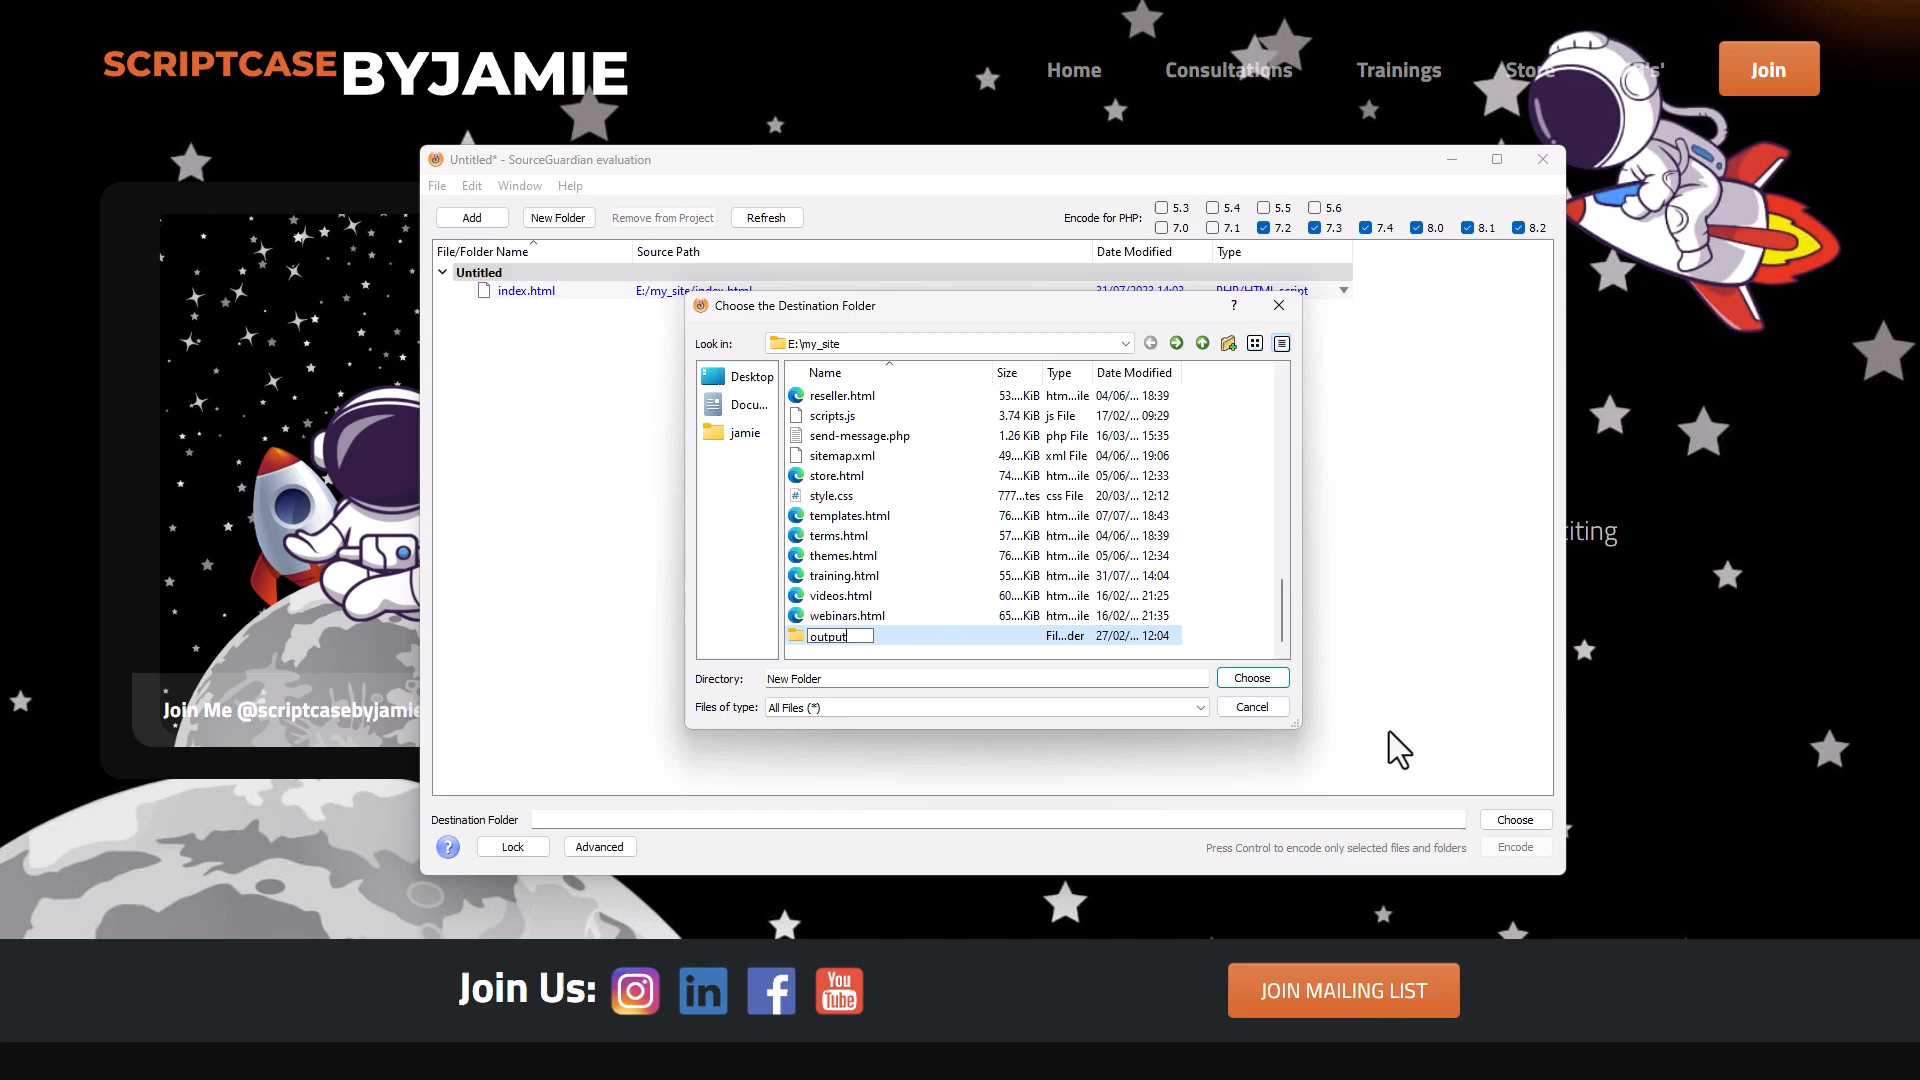 SCRIPTCASE BYJAMIE
Home
Consultations
Trainings
Store
Join
Untitled* - SourceGuardian evaluation
File Edit Window Help
Add
New Folder
Remove from Project
Refresh
Encode for PHP:
5.3 5.4 5.5 5.6
7.0 7.1 7.2 7.3 7.4 8.0 8.1 8.2
File/Folder Name Source Path Date Modified Type
Untitled
index.html E:/my_site/index.html 31/07/2023 14:03 PHP/HTML script
Choose the Destination Folder
?
Look in: E:\my_site
Desktop
Docu...
jamie
Name Size Type Date Modified
reseller.html 53....KiB htm...ile 04/06/... 18:39
scripts.js 3.74 KiB js File 17/02/... 09:29
send-message.php 1.26 KiB php File 16/03/... 15:35
sitemap.xml 49....KiB xml File 04/06/... 19:06
store.html 74....KiB htm...ile 05/06/... 12:33
# style.css 777...tes css File 20/03/... 12:12
templates.html 76....KiB htm...ile 07/07/... 18:43
terms.html 57....KiB htm...ile 04/06/... 18:39
themes.html 76....KiB htm...ile 05/06/... 12:34
training.html 55....KiB htm...ile 31/07/... 14:04
videos.html 60....KiB htm...ile 16/02/... 21:25
webinars.html 65....KiB htm...ile 16/02/... 21:35
output Fil...der 27/02/... 12:04
Directory: New Folder
Choose
Files of type: All Files (*)
Cancel
iting
Join Me @scriptcasebyjamie
Destination Folder
Choose
?
Lock
Advanced
Press Control to encode only selected files and folders
Encode
Join Us:
in
f
You Tube
JOIN MAILING LIST